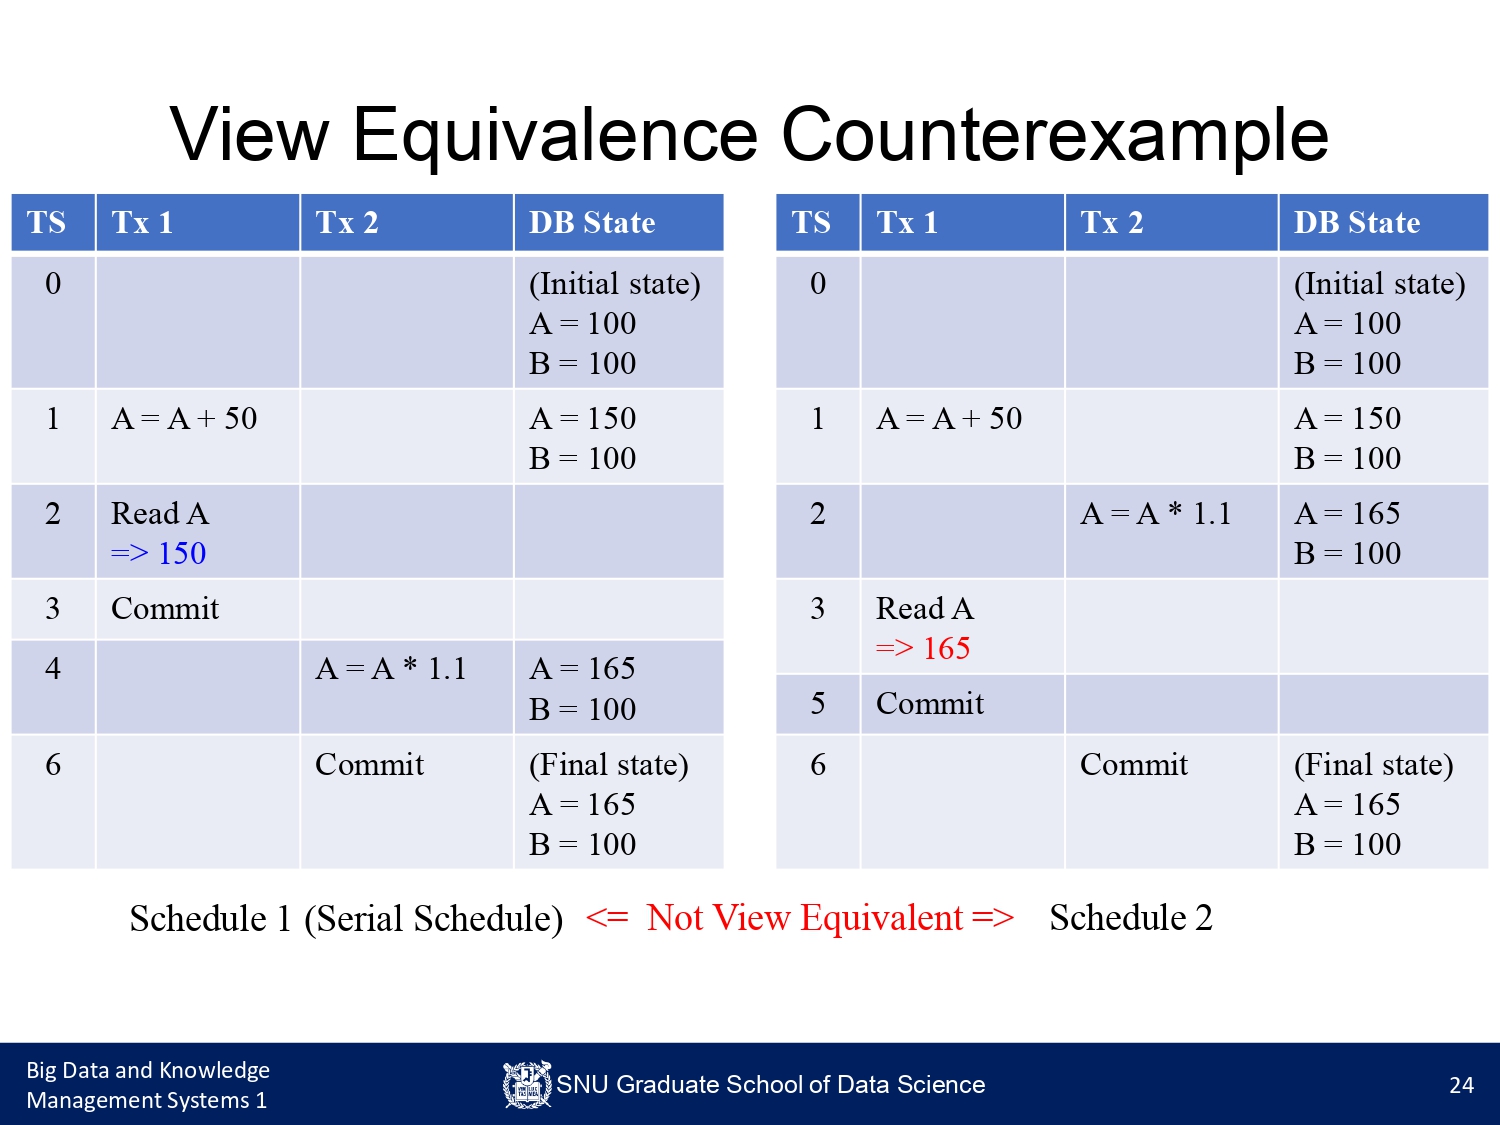 View Equivalence Counterexample
TS Tx 1 Tx 2 DB State
0 (Initial state)
A = 100
B = 100
1 A = A + 50 A = 150
B = 100
2 Read A
=> 150
3 Commit
4 A = A * 1.1 A = 165
B = 100
6 Commit (Final state)
A = 165
B = 100
TS Tx 1 Tx 2 DB State
0 (Initial state)
A = 100
B = 100
1 A = A + 50 A = 150
B = 100
2 A = A * 1.1 A = 165
B = 100
3 Read A
=> 165
5 Commit
6 Commit (Final state)
A = 165
B = 100
Schedule 1 (Serial Schedule) <= Not View Equivalent => Schedule 2
Big Data and Knowledge
Management Systems 1
SNU Graduate School of Data Science
24